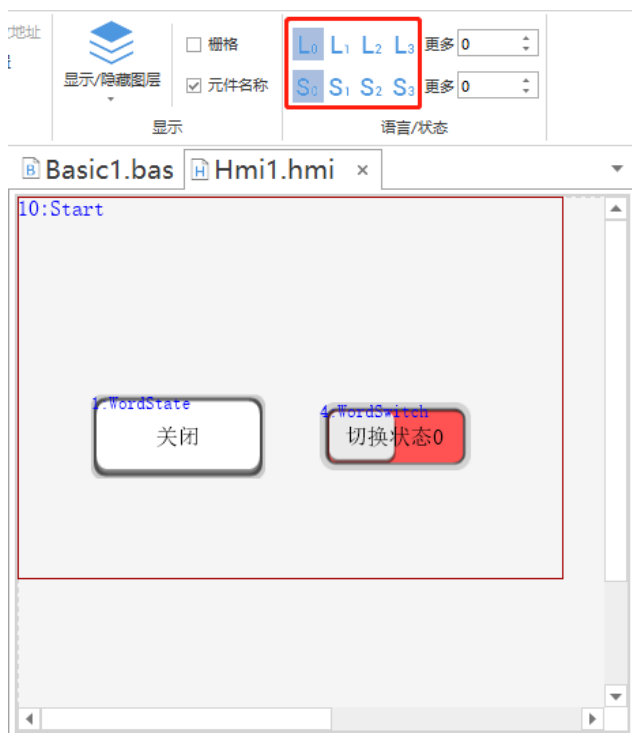 地址
显示/隐藏图层
栅格
元件名称
显示
L0 L1 L2 L3 更多 0
S0 S1 S2 S3 更多 0
语言/状态
Basic1.bas
Hmi1.hmi ×
10:Start
1:WordState
关闭
4:WordSwitch
切换状态0